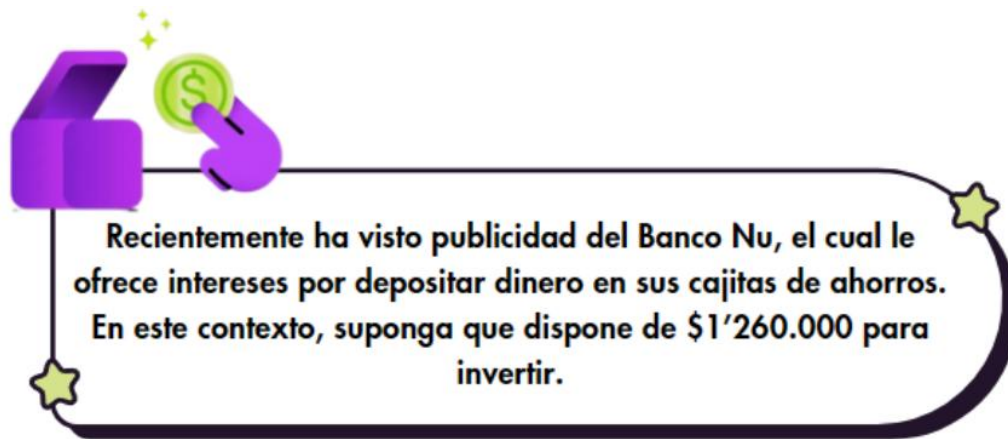 $
Recientemente ha visto publicidad del Banco Nu, el cual le
ofrece intereses por depositar dinero en sus cajitas de ahorros.
En este contexto, suponga que dispone de $1’260.000 para
invertir.